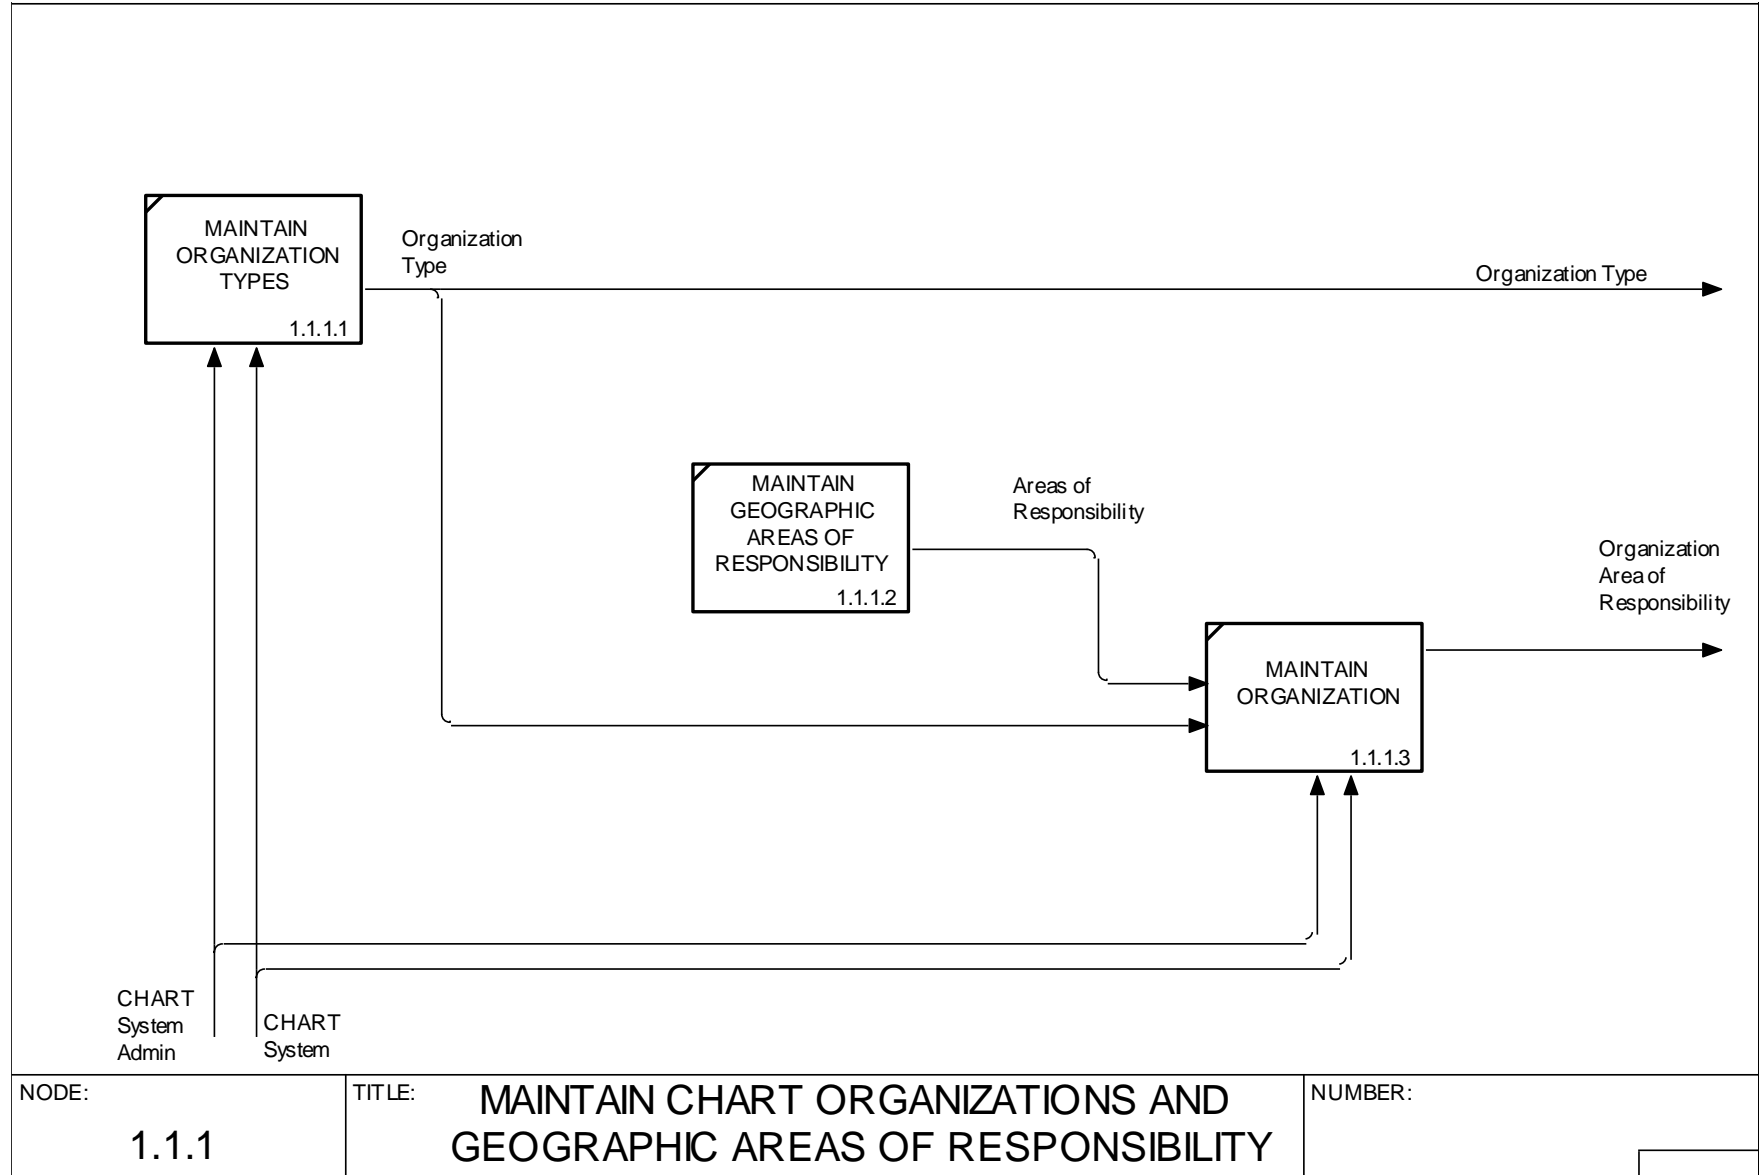 MAINTAIN
ORGANIZATION
TYPES
1.1.1.1
Organization
Type
Organization Type
MAINTAIN
GEOGRAPHIC
AREAS OF
RESPONSIBILITY
1.1.1.2
Areas of
Responsibility
Organization
Area of
Responsibility
MAINTAIN
ORGANIZATION
1.1.1.3
CHART
System
Admin
CHART
System
NODE:
1.1.1
TITLE:
MAINTAIN CHART ORGANIZATIONS AND
GEOGRAPHIC AREAS OF RESPONSIBILITY
NUMBER: